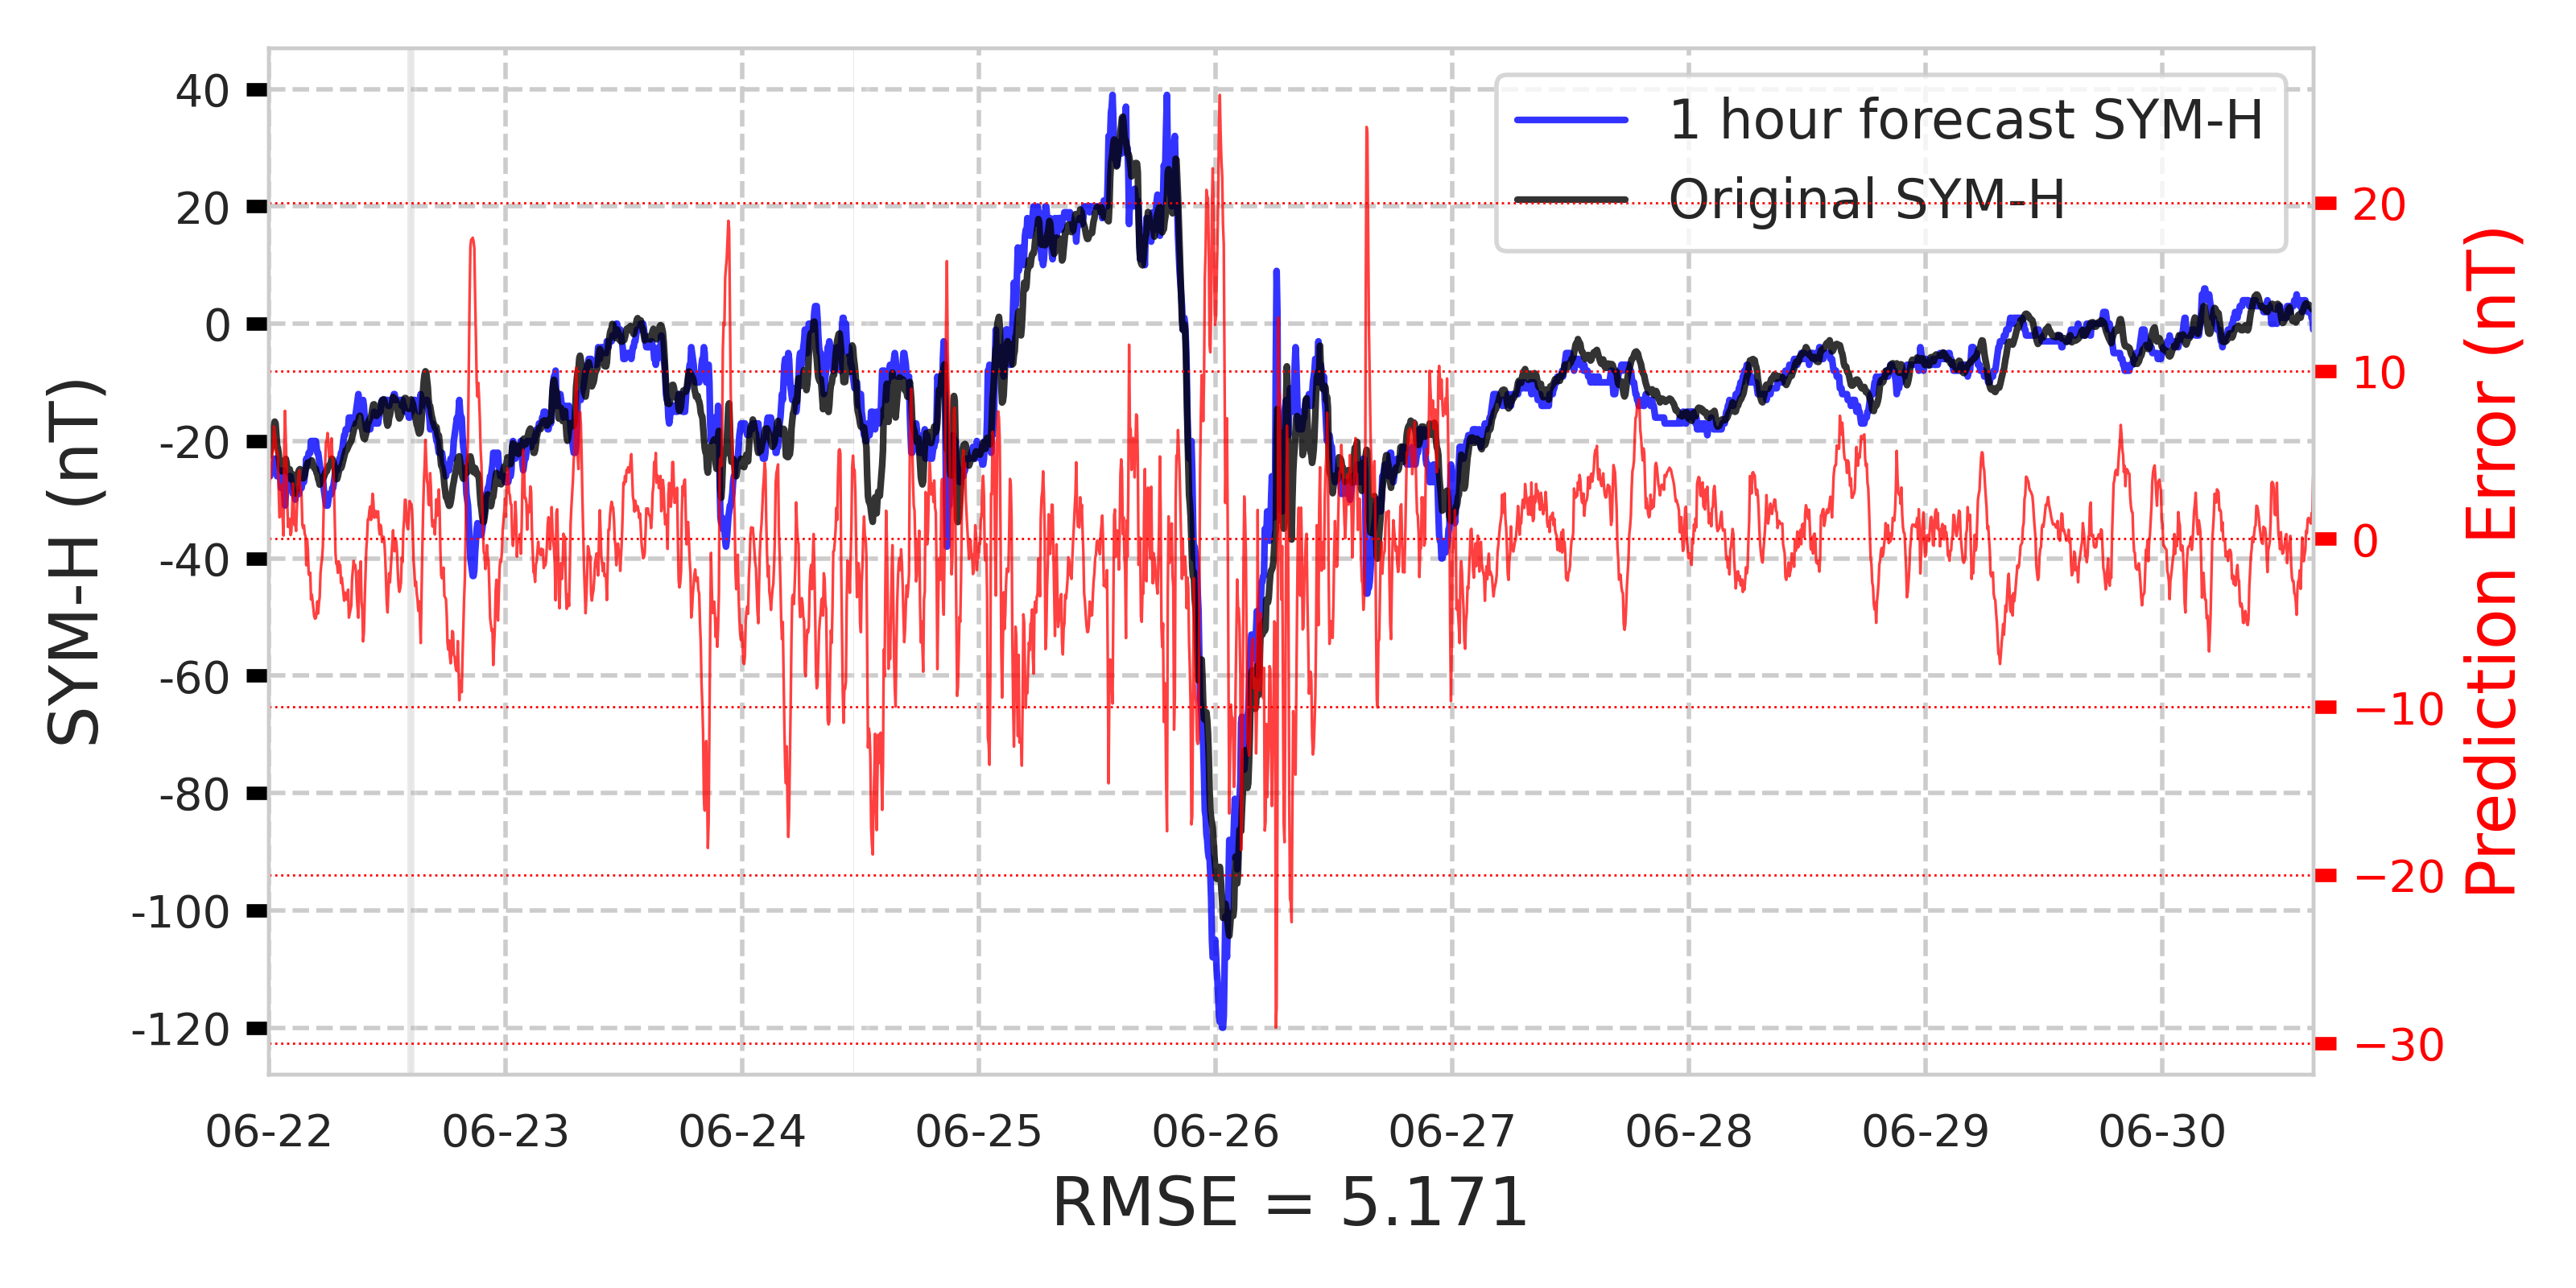 40
20
0
-20
-40
-60
-80
-100
-120
SYM-H (nT)
1 hour forecast SYM-H
Original SYM-H
20
10
0
−10
−20
−30
Prediction Error (nT)
06-22 06-23 06-24 06-25 06-26 06-27 06-28 06-29 06-30
RMSE = 5.171